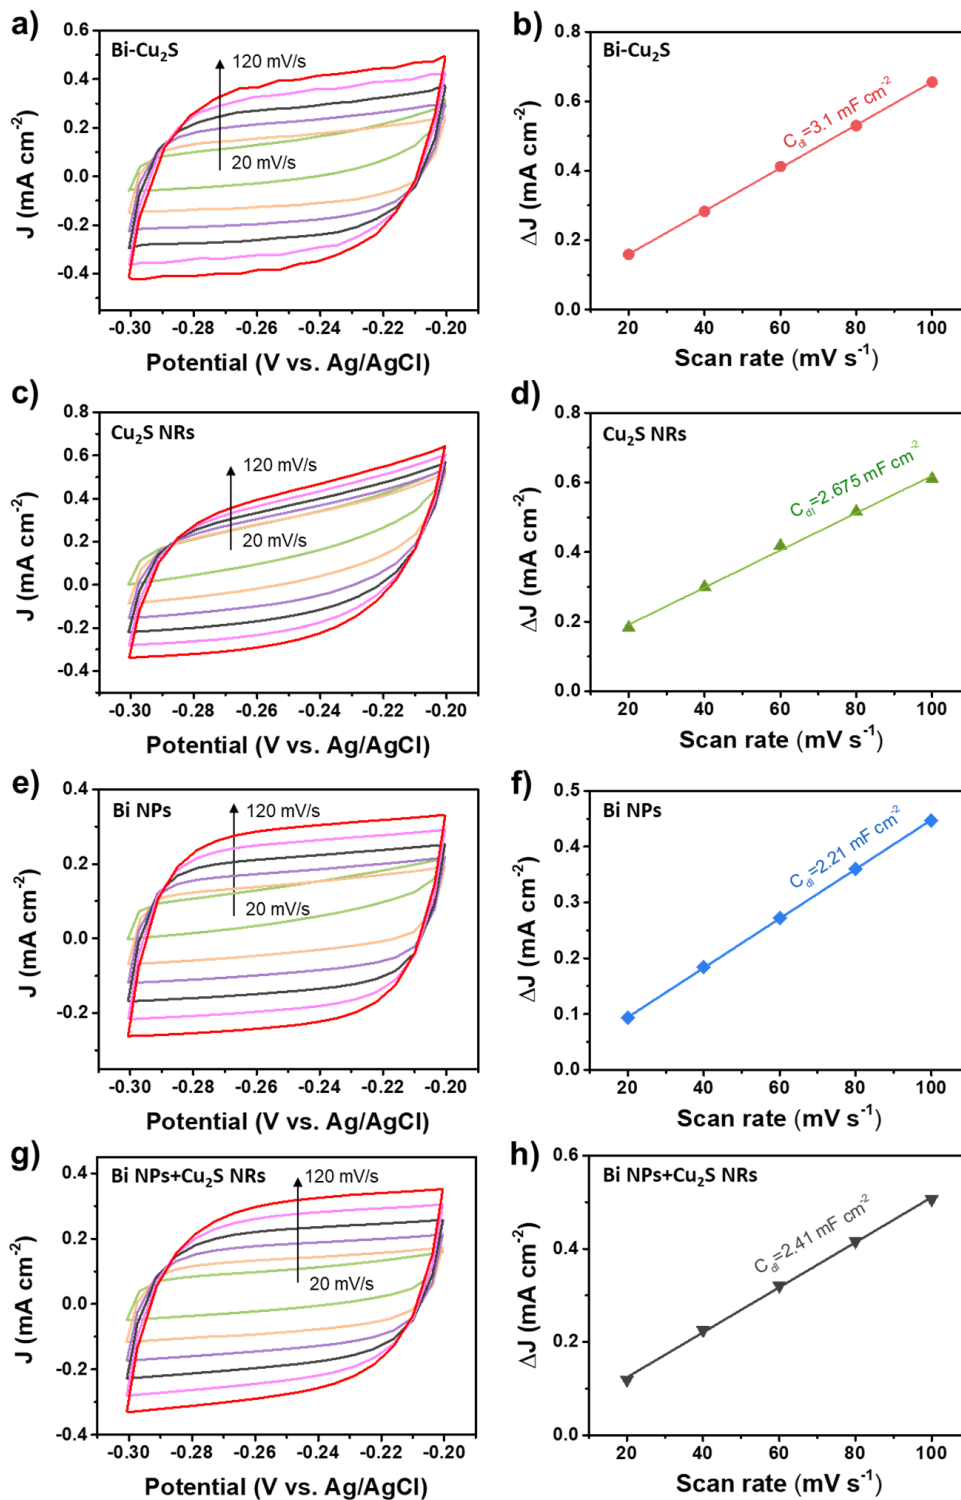 a)
Bi-Cu₂S
120 mV/s
20 mV/s
0.6
0.4
0.2
0.0
-0.2
-0.4
J (mA cm⁻²)
-0.30 -0.28 -0.26 -0.24 -0.22 -0.20
Potential (V vs. Ag/AgCl)
b)
Bi-Cu₂S
C_dl=3.1 mF cm⁻²
0.8
0.6
0.4
0.2
0.0
ΔJ (mA cm⁻²)
20 40 60 80 100
Scan rate (mV s⁻¹)
c)
Cu₂S NRs
120 mV/s
20 mV/s
0.8
0.6
0.4
0.2
0.0
-0.2
-0.4
J (mA cm⁻²)
-0.30 -0.28 -0.26 -0.24 -0.22 -0.20
Potential (V vs. Ag/AgCl)
d)
Cu₂S NRs
C_dl=2.675 mF cm⁻²
0.8
0.6
0.4
0.2
0.0
ΔJ (mA cm⁻²)
20 40 60 80 100
Scan rate (mV s⁻¹)
e)
Bi NPs
120 mV/s
20 mV/s
0.4
0.2
0.0
-0.2
J (mA cm⁻²)
-0.30 -0.28 -0.26 -0.24 -0.22 -0.20
Potential (V vs. Ag/AgCl)
f)
Bi NPs
C_dl=2.21 mF cm⁻²
0.5
0.4
0.3
0.2
0.1
0.0
ΔJ (mA cm⁻²)
20 40 60 80 100
Scan rate (mV s⁻¹)
g)
Bi NPs+Cu₂S NRs
120 mV/s
20 mV/s
0.4
0.2
0.0
-0.2
-0.4
J (mA cm⁻²)
-0.30 -0.28 -0.26 -0.24 -0.22 -0.20
Potential (V vs. Ag/AgCl)
h)
Bi NPs+Cu₂S NRs
C_dl=2.41 mF cm⁻²
0.6
0.4
0.2
0.0
ΔJ (mA cm⁻²)
20 40 60 80 100
Scan rate (mV s⁻¹)